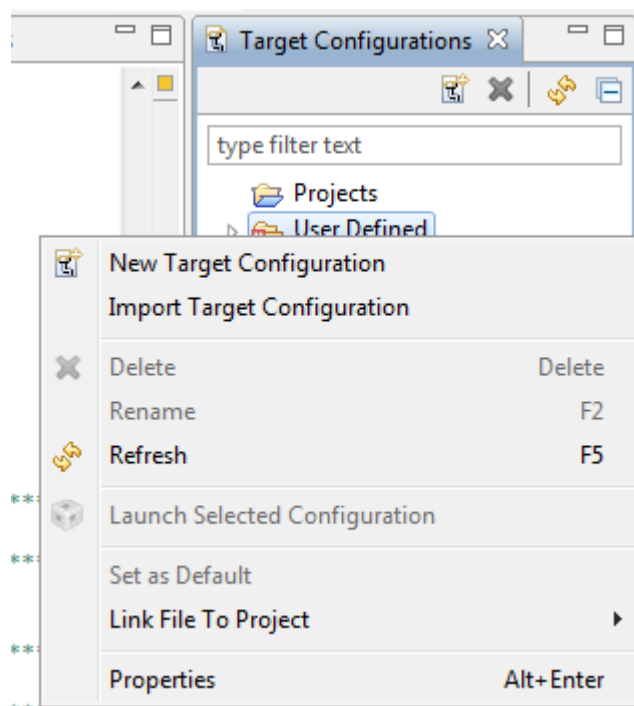 Target Configurations
type filter text
Projects
User Defined
New Target Configuration
Import Target Configuration
Delete Delete
Rename F2
Refresh F5
***
Launch Selected Configuration
***
Set as Default
Link File To Project
***
Properties Alt+Enter